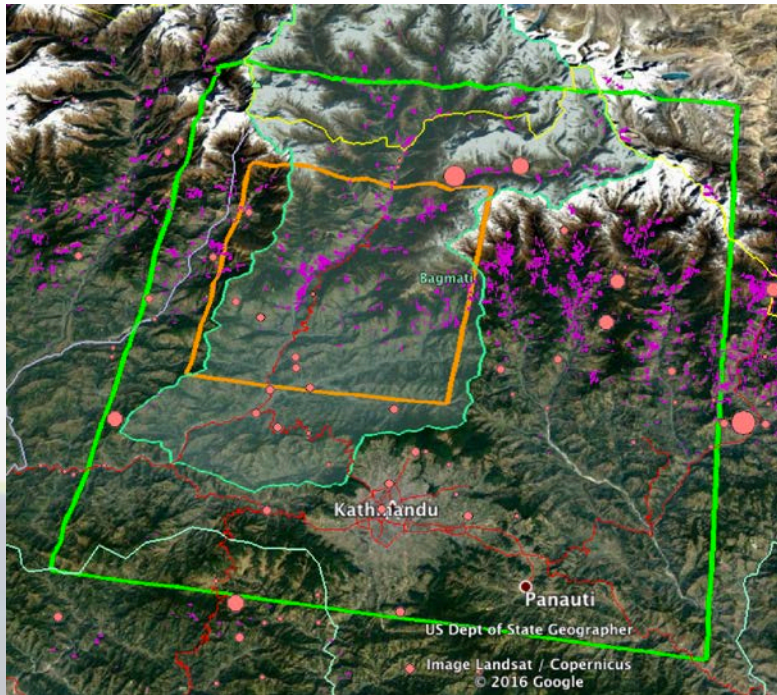 Bagmati
Kathmandu
Panauti
US Dept of State Geographer
Image Landsat / Copernicus
© 2016 Google